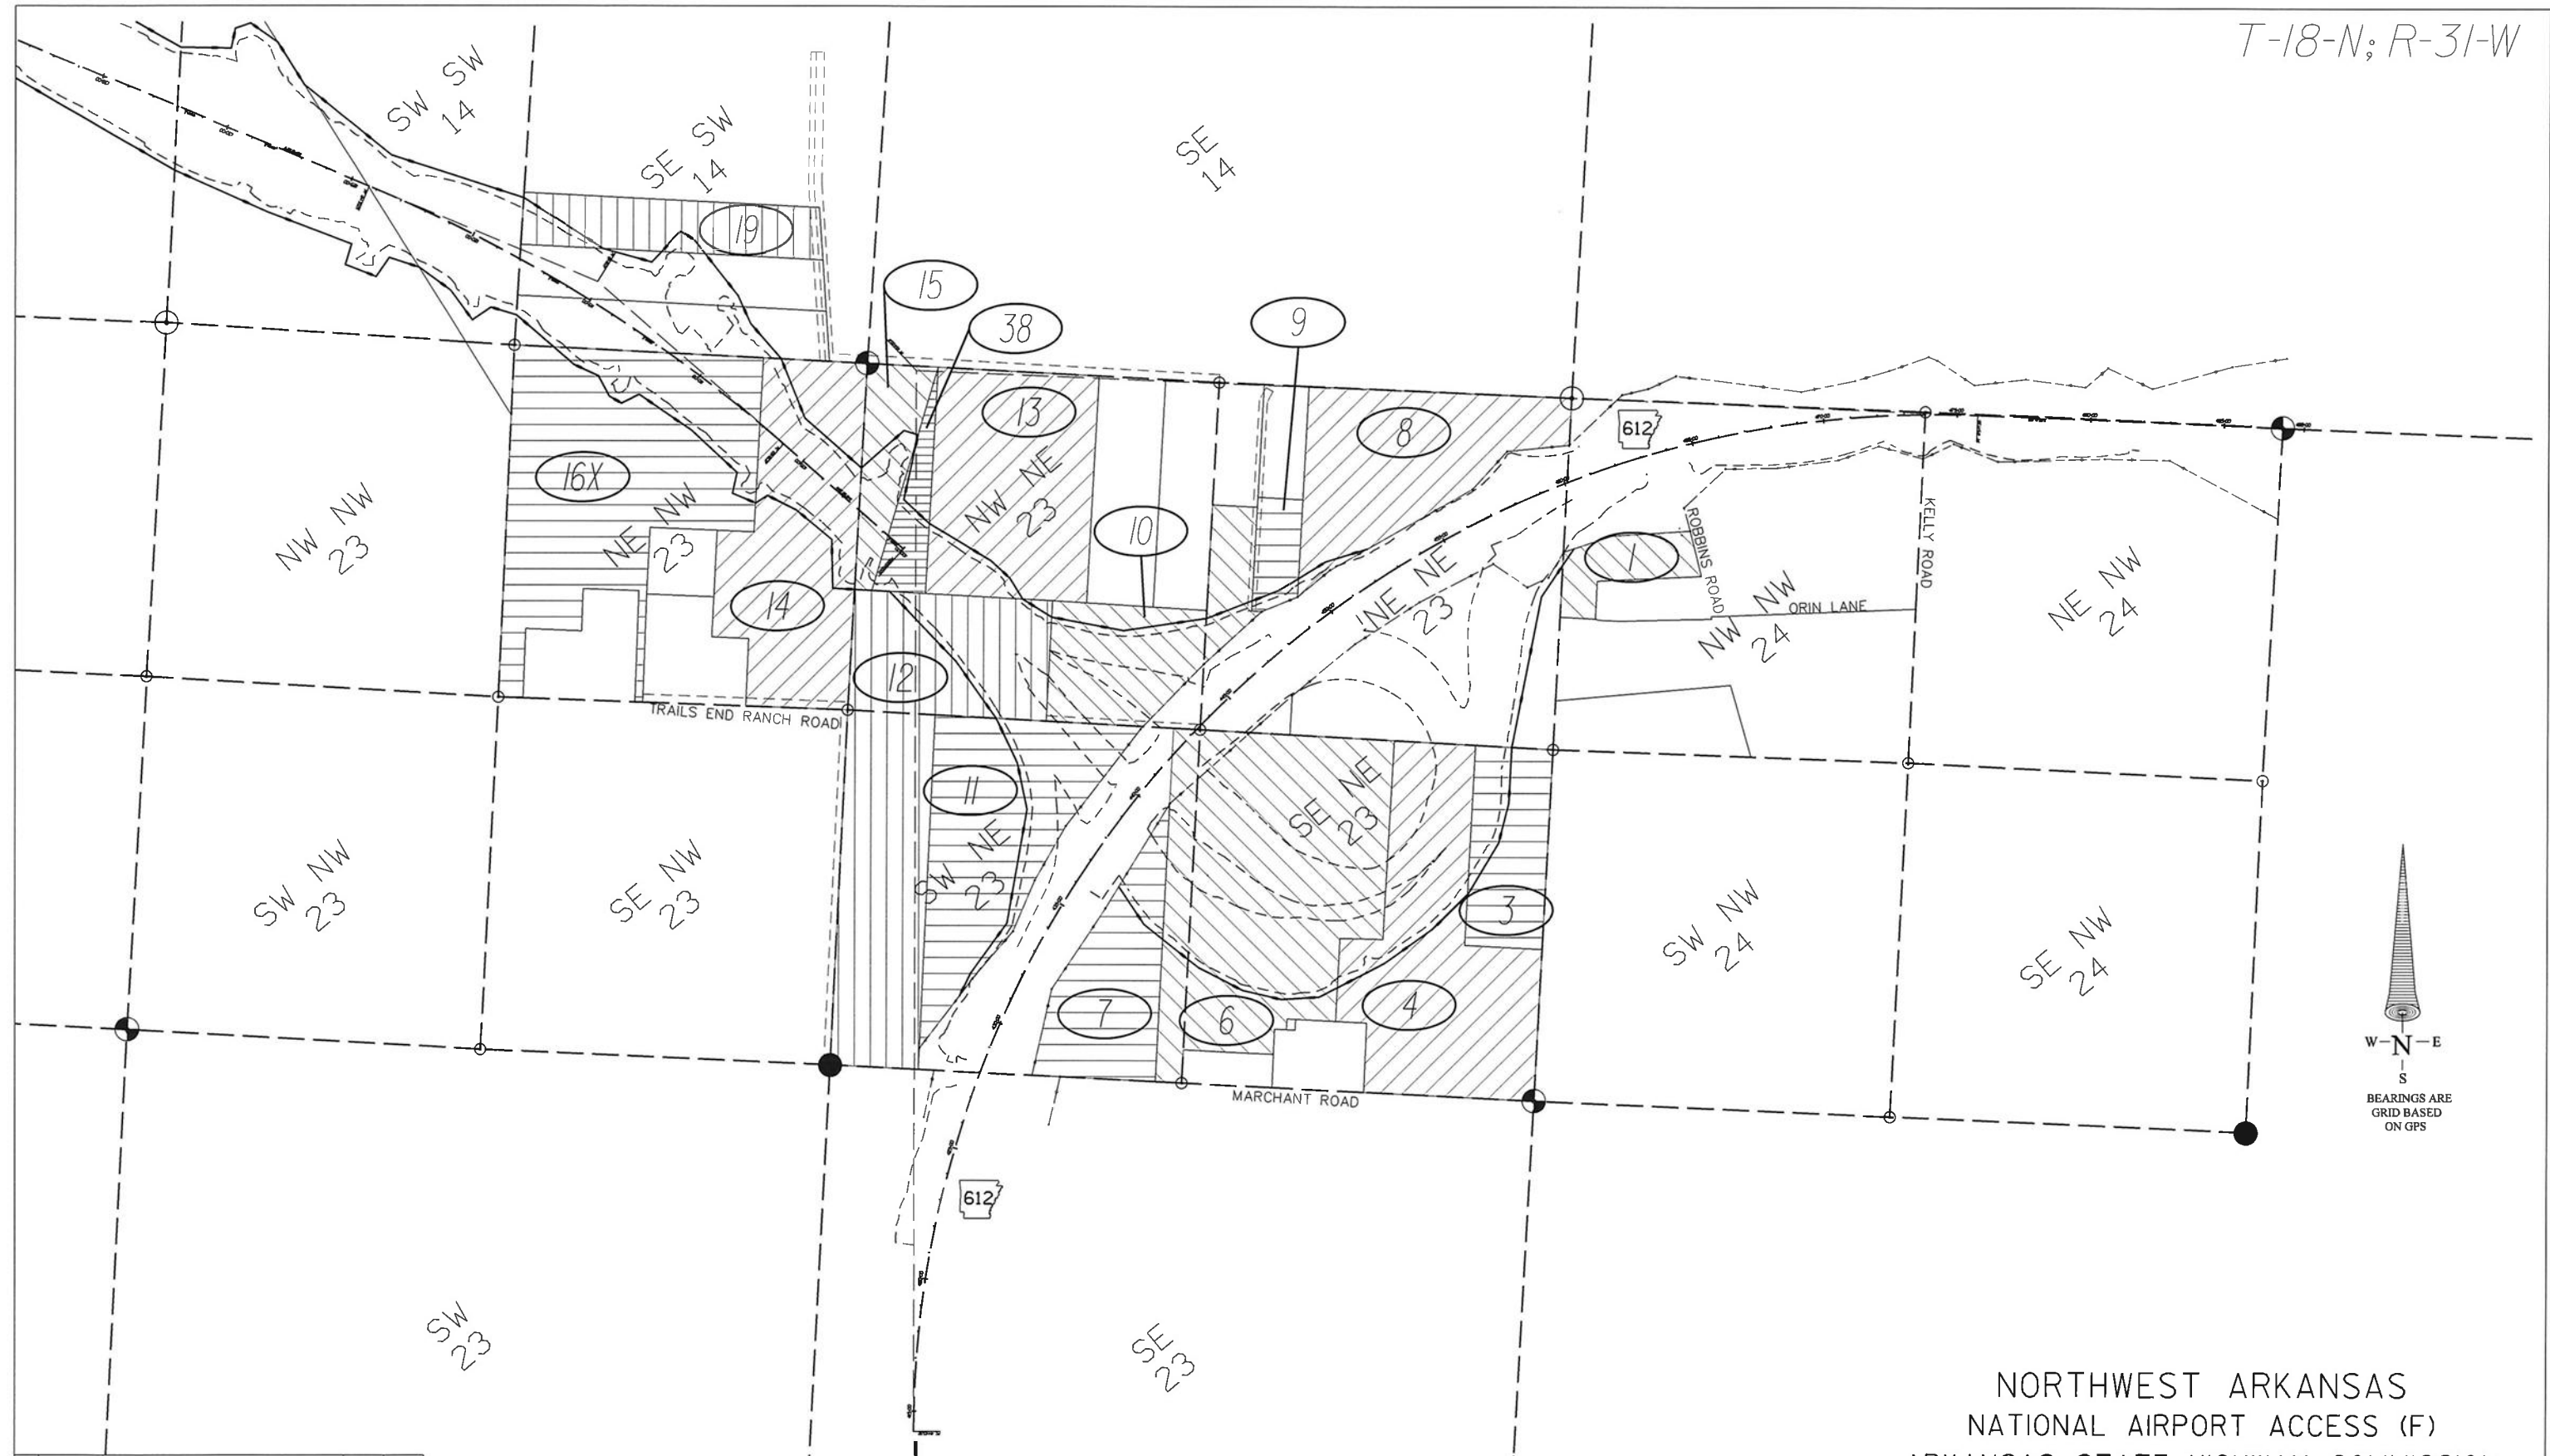 T-18-N; R-31-W
SW SW
14
SE SW
14
SE
14
19
15
38
9
13
8
612
16X
NW NE
23
10
NW NW
23
NE NW
23
14
1
ROBBINS ROAD
KELLY ROAD
NE NE
23
NW NW
24
ORIN LANE
NE NW
24
12
TRAILS END RANCH ROAD
11
SE NE
23
SW NE
23
SW NW
23
SE NW
23
3
SW NW
24
SE NW
24
7
6
4
MARCHANT ROAD
W-N-E
S
BEARINGS ARE
GRID BASED
ON GPS
612
SW
23
SE
23
NORTHWEST ARKANSAS
NATIONAL AIRPORT ACCESS (F)
ARKANSAS STATE HIGHWAY COMMISSION